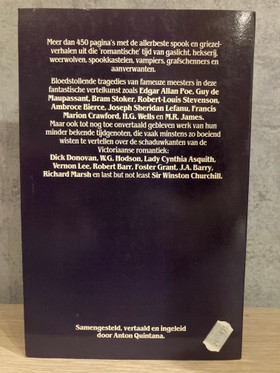 Meer dan 450 pagina's met de allerbeste spook en griezel-
verhalen uit die 'romantische' tijd van gaslicht, hekserij,
weerwolven, spookkastelen, vampiers, grafschenners en
aanverwanten.
Bloedstollende tragedies van fameuze meesters in deze
fantastische vertelkunst zoals Edgar Allan Poe, Guy de
Maupassant, Bram Stoker, Robert-Louis Stevenson,
Ambroce Bierce, Joseph Sheridan Lefanu, Francis
Marion Crawford, H.G. Wells en M.R. James.
Maar ook tot nog toe onvertaald gebleven werk van hun
minder bekende tijdgenoten, die vaak minstens zo boeiend
wisten te vertellen over de schaduwkanten van de
Victoriaanse romantiek:
Dick Donovan, W.G. Hodson, Lady Cynthia Asquith,
Vernon Lee, Robert Barr, Foster Grant, J.A. Barry,
Richard Marsh en last but not least Sir Winston Churchill.
Samengesteld, vertaald en ingeleid
door Anton Quintana.